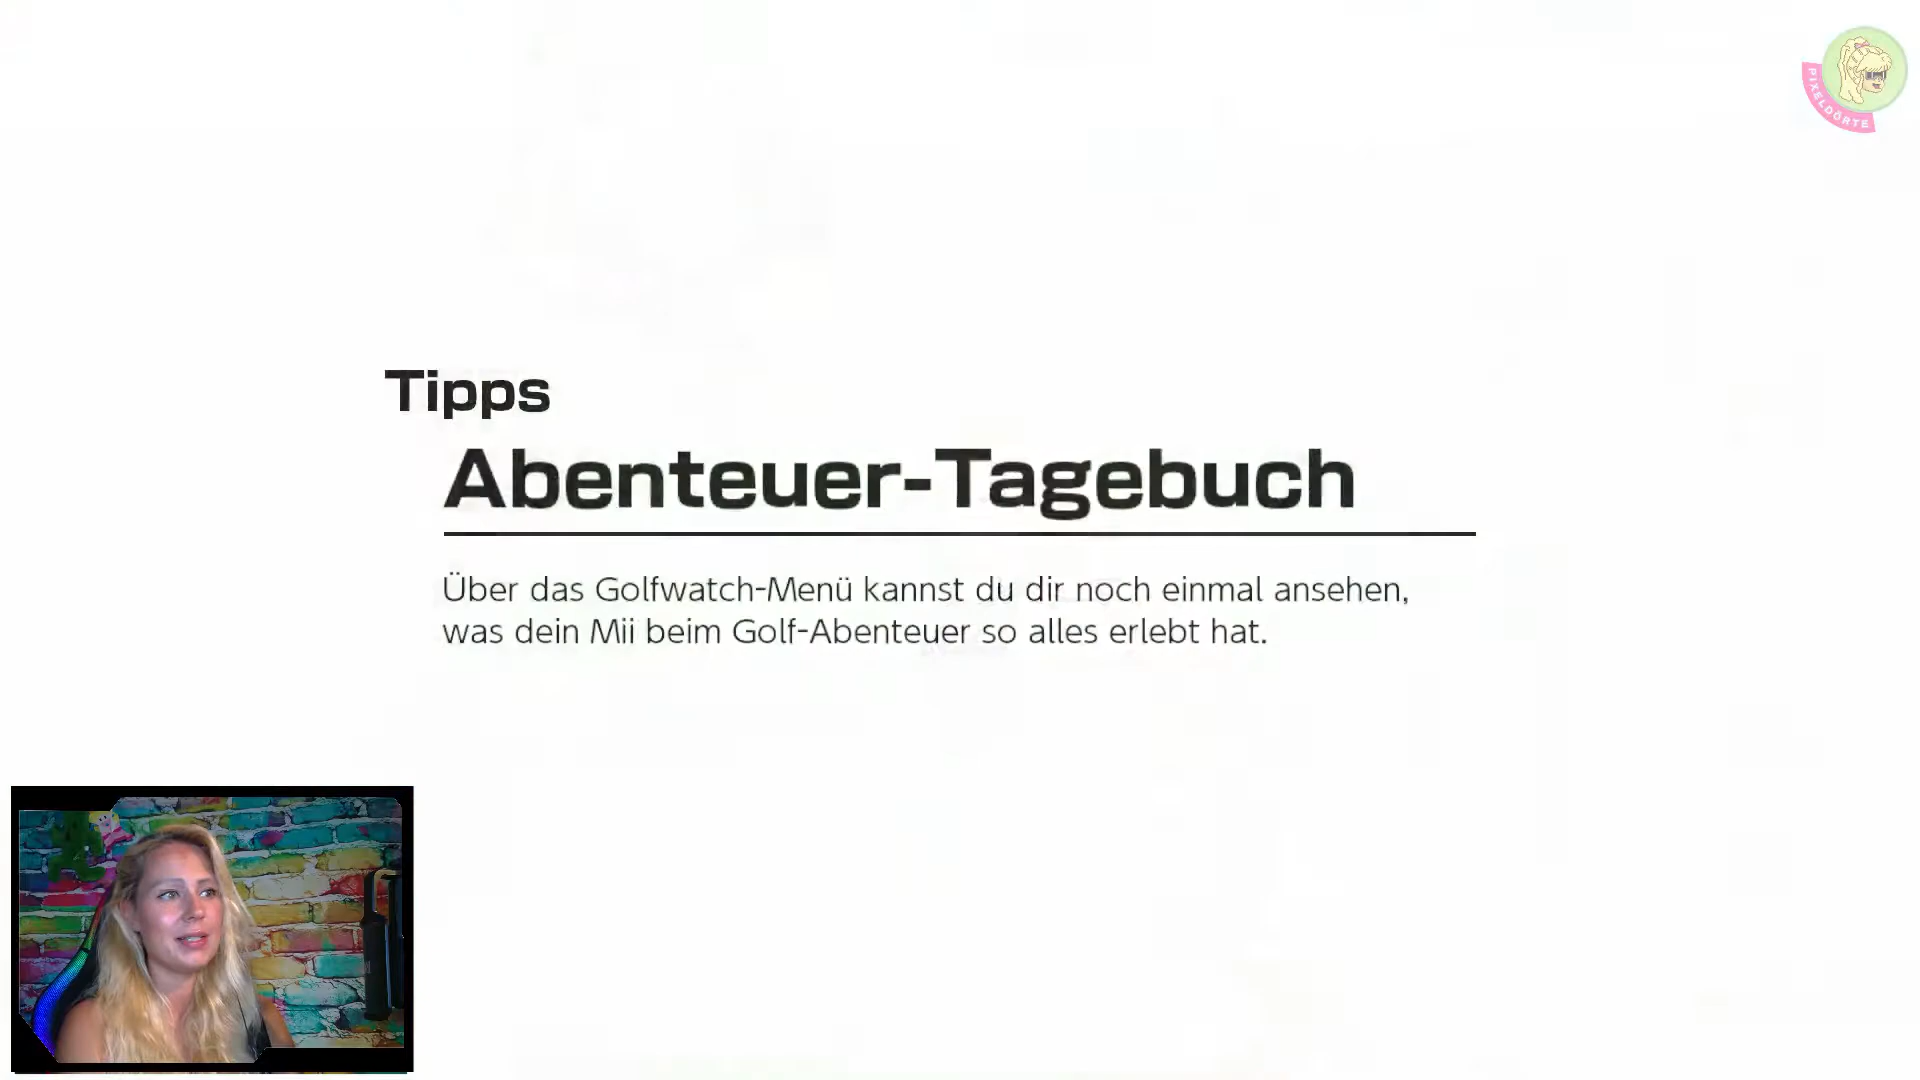 PIXELDÖRTE
Tipps
Abenteuer-Tagebuch
Über das Golfwatch-Menü kannst du dir noch einmal ansehen,
was dein Mii beim Golf-Abenteuer so alles erlebt hat.